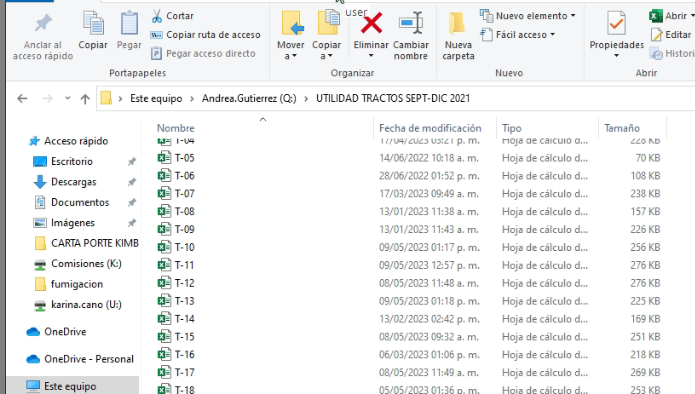 user
Anclar al acceso rápido
Copiar
Pegar
Cortar
Copiar ruta de acceso
Pegar acceso directo
Portapapeles
Mover a
Copiar a
Eliminar
Cambiar nombre
Organizar
Nueva carpeta
Nuevo elemento
Fácil acceso
Nuevo
Propiedades
Abrir
Editar
Histori
Abrir
Este equipo > Andrea.Gutierrez (Q:) > UTILIDAD TRACTOS SEPT-DIC 2021
Nombre Fecha de modificación Tipo Tamaño
Acceso rápido
Escritorio
Descargas
Documentos
Imágenes
CARTA PORTE KIMB
Comisiones (K:)
fumigacion
karina.cano (U:)
OneDrive
OneDrive - Personal
Este equipo
T-04 17/04/2023 03:21 p. m. Hoja de cálculo d... 228 KB
T-05 14/06/2022 10:18 a. m. Hoja de cálculo d... 70 KB
T-06 28/06/2022 01:52 p. m. Hoja de cálculo d... 108 KB
T-07 17/03/2023 09:49 a. m. Hoja de cálculo d... 238 KB
T-08 13/01/2023 11:38 a. m. Hoja de cálculo d... 157 KB
T-09 13/01/2023 11:43 a. m. Hoja de cálculo d... 226 KB
T-10 09/05/2023 01:17 p. m. Hoja de cálculo d... 256 KB
T-11 09/05/2023 12:57 p. m. Hoja de cálculo d... 276 KB
T-12 08/05/2023 11:48 a. m. Hoja de cálculo d... 276 KB
T-13 09/05/2023 01:18 p. m. Hoja de cálculo d... 225 KB
T-14 13/02/2023 02:42 p. m. Hoja de cálculo d... 169 KB
T-15 08/05/2023 09:32 a. m. Hoja de cálculo d... 251 KB
T-16 06/03/2023 01:06 p. m. Hoja de cálculo d... 218 KB
T-17 08/05/2023 11:49 a. m. Hoja de cálculo d... 269 KB
T-18 05/05/2023 01:36 p. m. Hoja de cálculo d... 253 KB